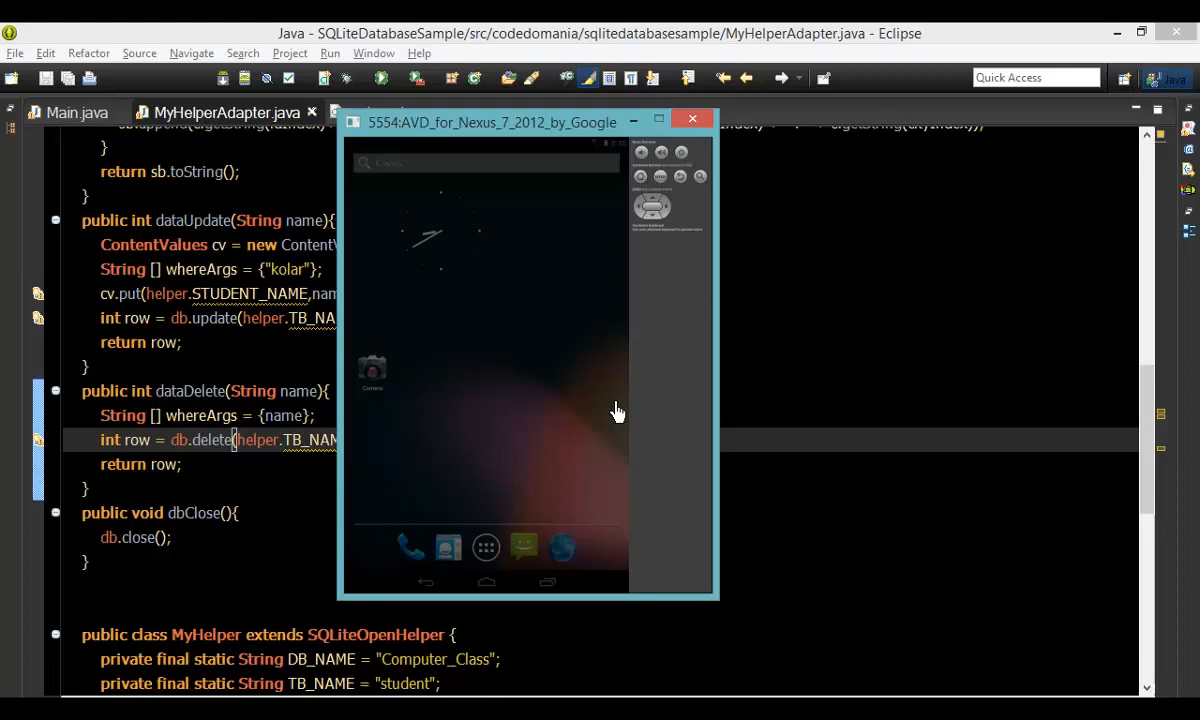 Java - SQLiteDatabaseSample/src/codedomania/sqlitedatabasesample/MyHelperAdapter.java - Eclipse
File Edit Refactor Source Navigate Search Project Run Window Help
Quick Access
Java
Main.java
MyHelperAdapter.java
5554:AVD_for_Nexus_7_2012_by_Google
}
return sb.toString();
}
public int dataUpdate(String name){
ContentValues cv = new ContentV
String [] whereArgs = {"kolar"};
cv.put(helper.STUDENT_NAME,nam
int row = db.update(helper.TB_NA
return row;
}
public int dataDelete(String name){
String [] whereArgs = {name};
int row = db.delete(helper.TB_NAM
return row;
}
public void dbClose(){
db.close();
}
public class MyHelper extends SQLiteOpenHelper {
private final static String DB_NAME = "Computer_Class";
private final static String TB_NAME = "student";
Camera